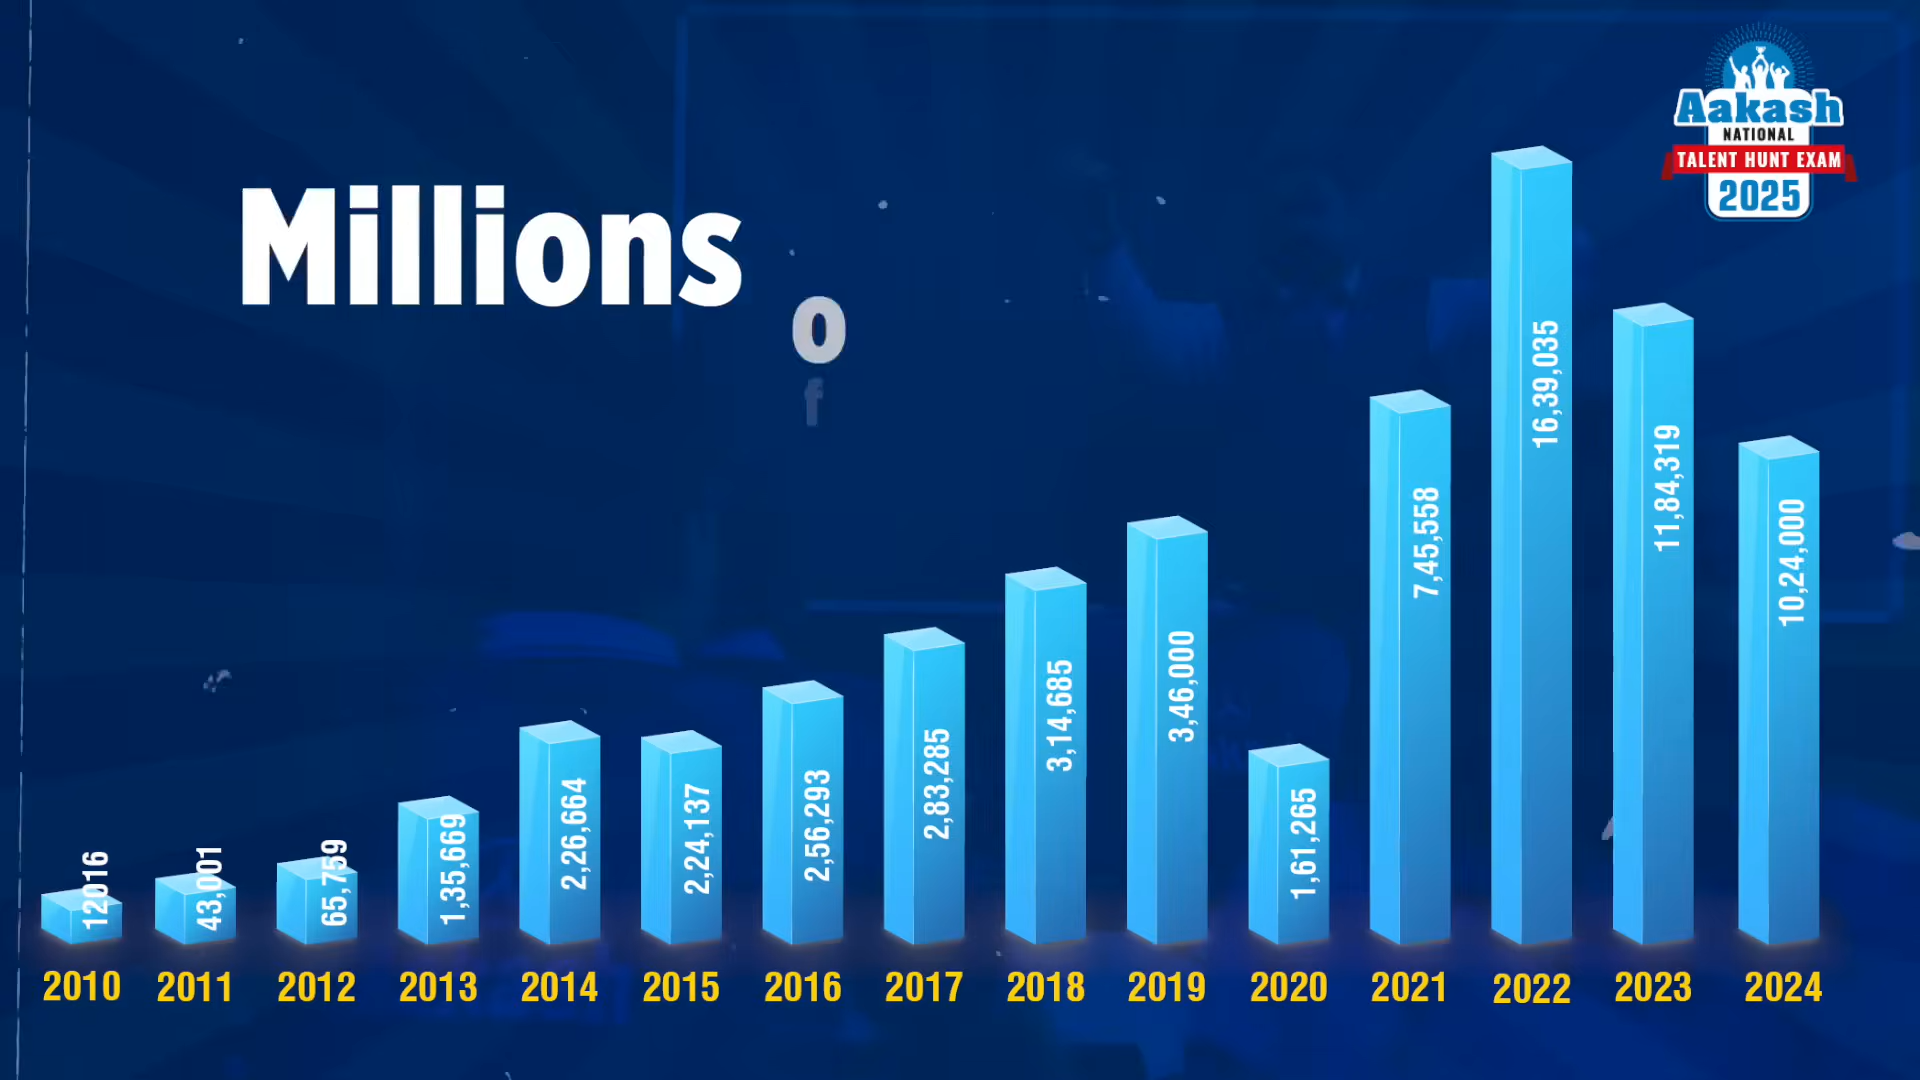 Aakash
NATIONAL
TALENT HUNT EXAM
2025
Millions
of
12016
43,001
65,759
1,35,669
2,26,664
2,24,137
2,56,293
2,83,285
3,14,685
3,46,000
1,61,265
7,45,558
16,39,035
11,84,319
10,24,000
2010 2011 2012 2013 2014 2015 2016 2017 2018 2019 2020 2021 2022 2023 2024